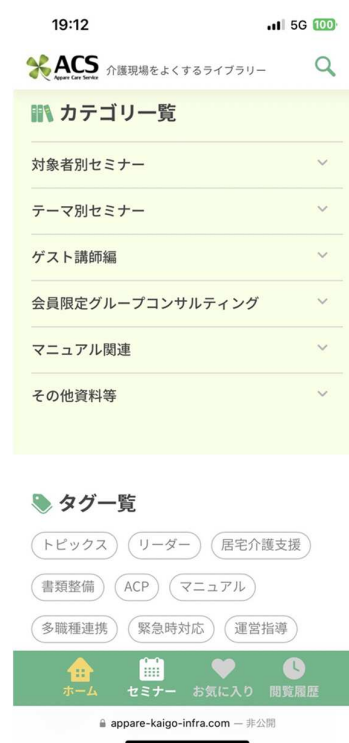 19:12
5G 100
ACS 介護現場をよくするライブラリー
Appare Care Service
カテゴリ一覧
対象者別セミナー
テーマ別セミナー
ゲスト講師編
会員限定グループコンサルティング
マニュアル関連
その他資料等
タグ一覧
トピックス リーダー 居宅介護支援
書類整備 ACP マニュアル
多職種連携 緊急時対応 運営指導
ホーム セミナー お気に入り 閲覧履歴
appare-kaigo-infra.com — 非公開